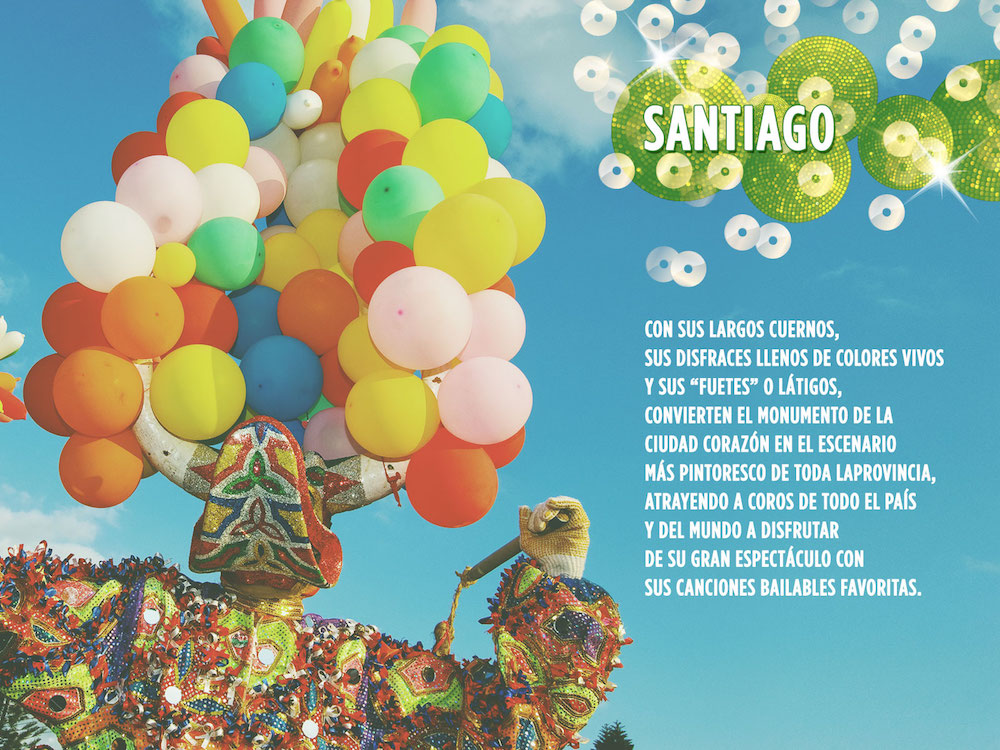 SANTIAGO
CON SUS LARGOS CUERNOS,
SUS DISFRACES LLENOS DE COLORES VIVOS
Y SUS “FUETES” O LÁTIGOS,
CONVIERTEN EL MONUMENTO DE LA
CIUDAD CORAZÓN EN EL ESCENARIO
MÁS PINTORESCO DE TODA LAPROVINCIA,
ATRAYENDO A COROS DE TODO EL PAÍS
Y DEL MUNDO A DISFRUTAR
DE SU GRAN ESPECTÁCULO CON
SUS CANCIONES BAILABLES FAVORITAS.